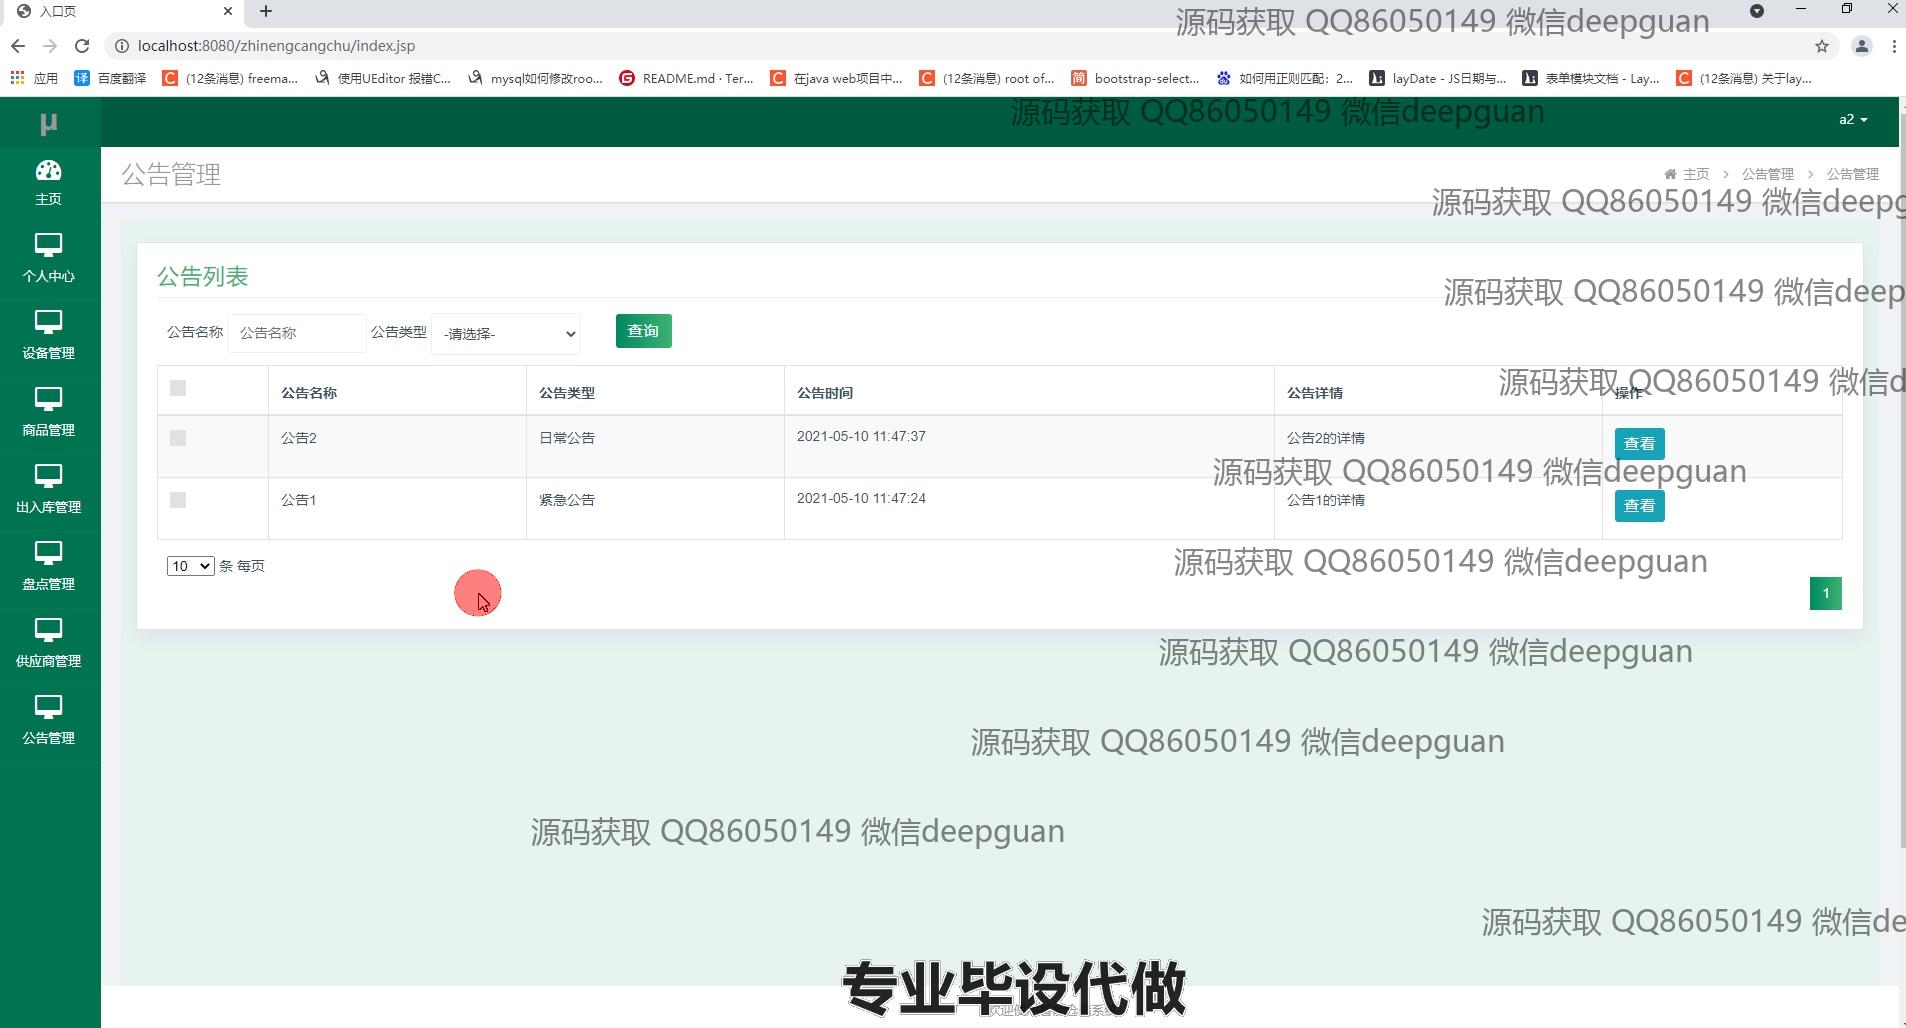 入口页
源码获取 QQ86050149 微信deepguan
localhost:8080/zhinengcangchu/index.jsp
应用 百度翻译 (12条消息) freema... 使用UEditor 报错C... mysql如何修改roo... README.md · Ter... 在java web项目中... (12条消息) root of... bootstrap-select... 如何用正则匹配：2... layDate - JS日期与... 表单模块文档 - Lay... (12条消息) 关于lay...
μ
源码获取 QQ86050149 微信deepguan
a2
主页
公告管理
主页 > 公告管理 > 公告管理
源码获取 QQ86050149 微信deepg
个人中心
公告列表
源码获取 QQ86050149 微信deep
公告名称 公告名称 公告类型 -请选择- 查询
设备管理
源码获取 QQ86050149 微信d
公告名称 公告类型 公告时间 公告详情 操作
商品管理
公告2 日常公告 2021-05-10 11:47:37 公告2的详情 查看
源码获取 QQ86050149 微信deepguan
公告1 紧急公告 2021-05-10 11:47:24 公告1的详情 查看
出入库管理
源码获取 QQ86050149 微信deepguan
10 条 每页
盘点管理
1
源码获取 QQ86050149 微信deepguan
供应商管理
源码获取 QQ86050149 微信deepguan
公告管理
源码获取 QQ86050149 微信deepguan
源码获取 QQ86050149 微信de
专业毕设代做